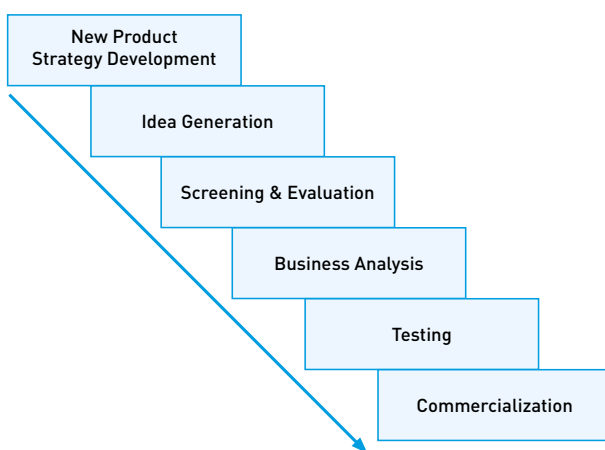 New Product
Strategy Development
Idea Generation
Screening & Evaluation
Business Analysis
Testing
Commercialization